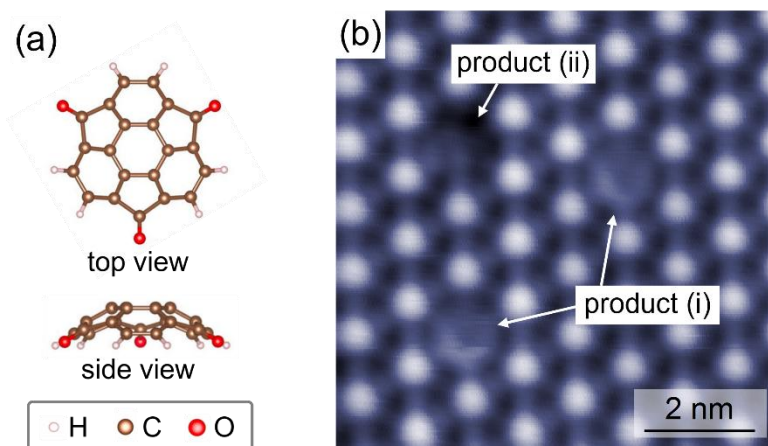 (a)
top view
side view
H C O
(b)
product (ii)
product (i)
2 nm